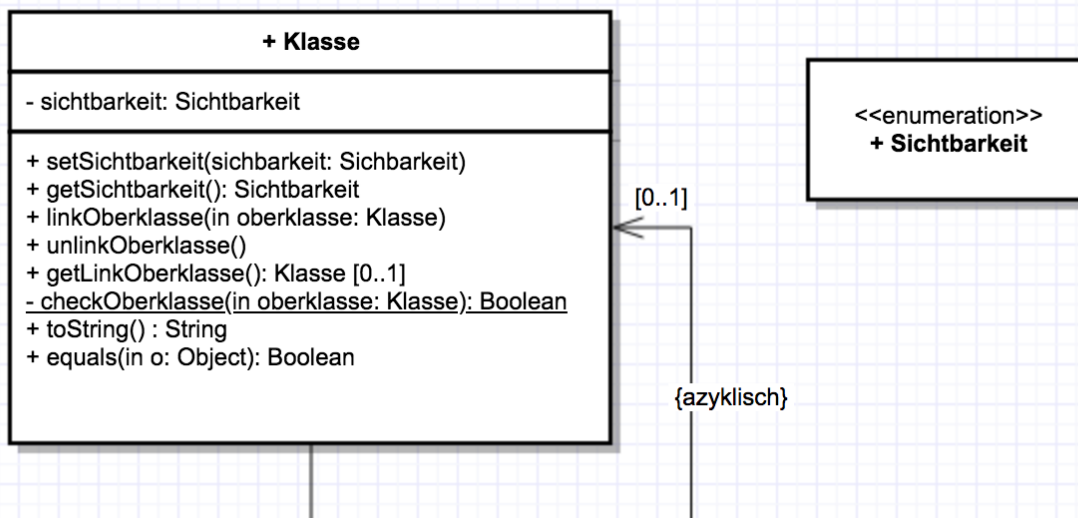 + Klasse
- sichtbarkeit: Sichtbarkeit
+ setSichtbarkeit(sichbarkeit: Sichbarkeit)
+ getSichtbarkeit(): Sichtbarkeit
+ linkOberklasse(in oberklasse: Klasse)
+ unlinkOberklasse()
+ getLinkOberklasse(): Klasse [0..1]
- checkOberklasse(in oberklasse: Klasse): Boolean
+ toString() : String
+ equals(in o: Object): Boolean
[0..1]
{azyklisch}
<<enumeration>>
+ Sichtbarkeit